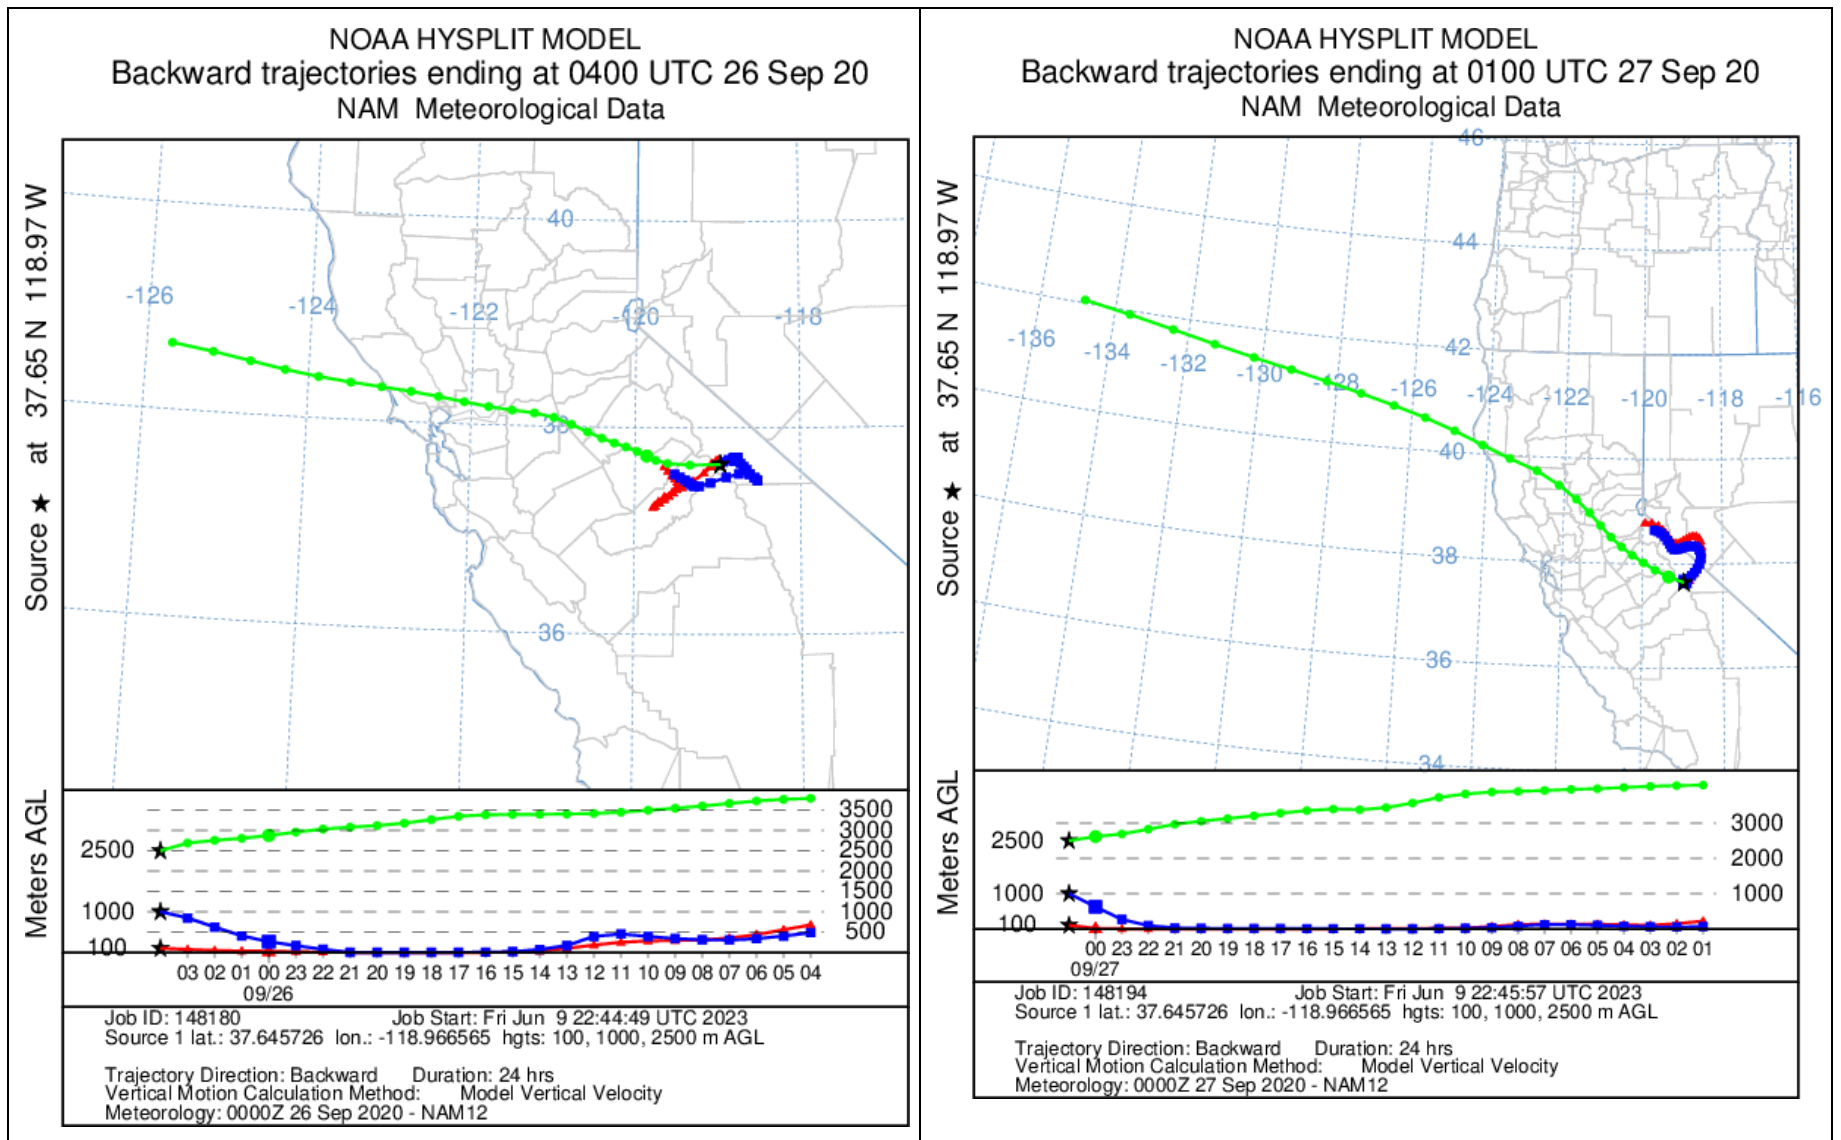 NOAA HYSPLIT MODEL
Backward trajectories ending at 0400 UTC 26 Sep 20
NAM Meteorological Data
Source ★ at 37.65 N 118.97 W
40
-126
-124
-122
-120
-118
38
36
Meters AGL
2500
1000
100
3500
3000
2500
2000
1500
1000
500
03 02 01 00 23 22 21 20 19 18 17 16 15 14 13 12 11 10 09 08 07 06 05 04
09/26
Job ID: 148180 Job Start: Fri Jun 9 22:44:49 UTC 2023
Source 1 lat.: 37.645726 lon.: -118.966565 hgts: 100, 1000, 2500 m AGL
Trajectory Direction: Backward Duration: 24 hrs
Vertical Motion Calculation Method: Model Vertical Velocity
Meteorology: 0000Z 26 Sep 2020 - NAM12
NOAA HYSPLIT MODEL
Backward trajectories ending at 0100 UTC 27 Sep 20
NAM Meteorological Data
Source ★ at 37.65 N 118.97 W
46
44
42
-136
-134
-132
-130
-128
-126
-124
-122
-120
-118
-116
40
38
36
34
Meters AGL
2500
1000
100
3000
2000
1000
00 23 22 21 20 19 18 17 16 15 14 13 12 11 10 09 08 07 06 05 04 03 02 01
09/27
Job ID: 148194 Job Start: Fri Jun 9 22:45:57 UTC 2023
Source 1 lat.: 37.645726 lon.: -118.966565 hgts: 100, 1000, 2500 m AGL
Trajectory Direction: Backward Duration: 24 hrs
Vertical Motion Calculation Method: Model Vertical Velocity
Meteorology: 0000Z 27 Sep 2020 - NAM12